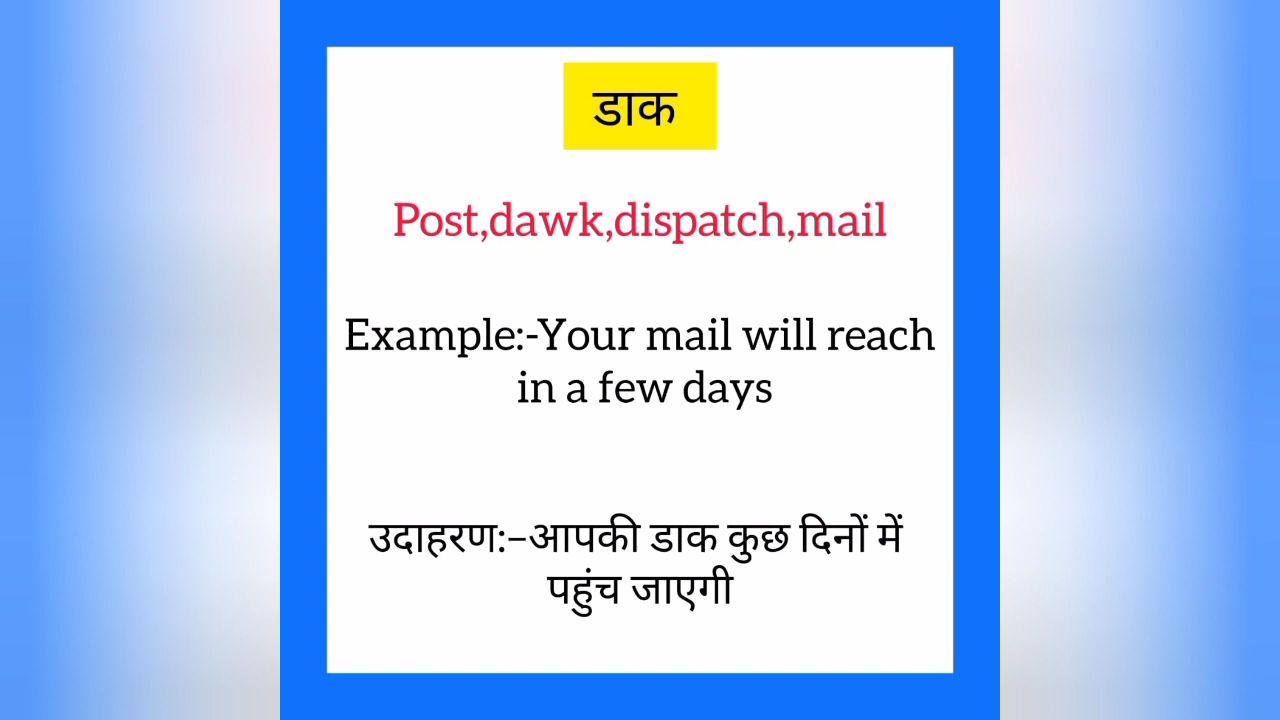 डाक
Post,dawk,dispatch,mail
Example:-Your mail will reach
in a few days
उदाहरण:–आपकी डाक कुछ दिनों में
पहुंच जाएगी